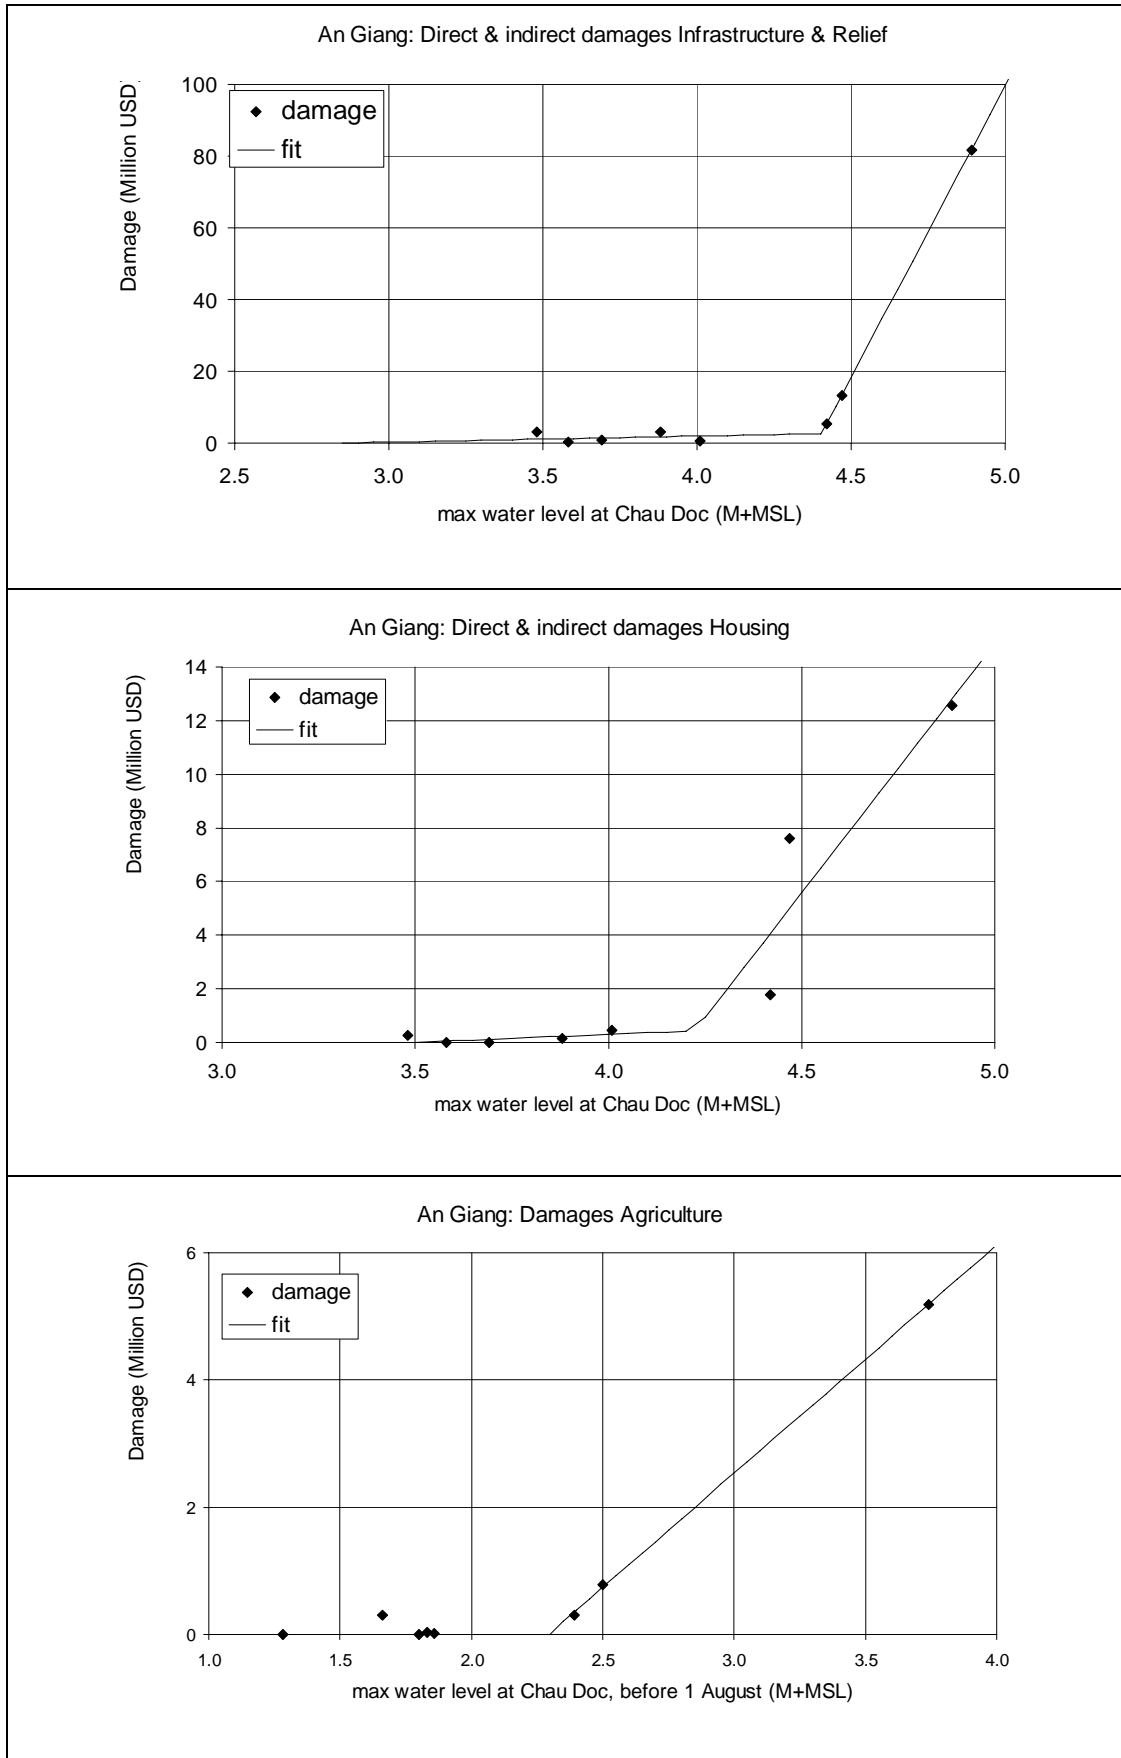 An Giang: Direct & indirect damages Infrastructure & Relief
Damage (Million USD)
100
80
60
40
20
0
damage
fit
2.5 3.0 3.5 4.0 4.5 5.0
max water level at Chau Doc (M+MSL)
An Giang: Direct & indirect damages Housing
Damage (Million USD)
14
12
10
8
6
4
2
0
damage
fit
3.0 3.5 4.0 4.5 5.0
max water level at Chau Doc (M+MSL)
An Giang: Damages Agriculture
Damage (Million USD)
6
4
2
0
damage
fit
1.0 1.5 2.0 2.5 3.0 3.5 4.0
max water level at Chau Doc, before 1 August (M+MSL)